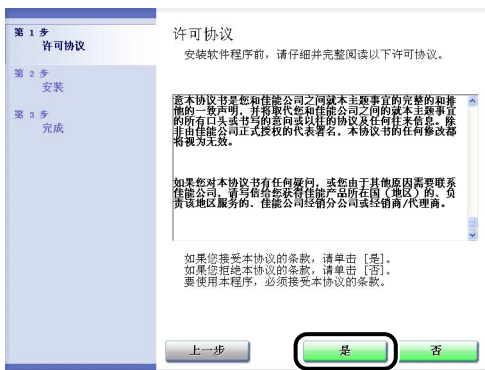 第 1 步
许可协议
第 2 步
安装
第 3 步
完成
许可协议
安装软件程序前，请仔细并完整阅读以下许可协议。
意本协议书是您和佳能公司之间就本主题事宜的完整的和排
他的一致声明，并将取代您和佳能公司之间的就本主题事宜
的所有口头或书写的意向或以往的协议及任何往来信息。除
非由佳能公司正式授权的代表署名，本协议书的任何修改都
将视为无效。
如果您对本协议书有任何疑问，或您由于其他原因需要联系
佳能公司，请写信给您获得佳能产品所在国（地区）的、负
责该地区服务的、佳能公司经销分公司或经销商/代理商。
如果您接受本协议的条款，请单击［是］。
如果您拒绝本协议的条款，请单击［否］。
要使用本程序，必须接受本协议的条款。
上一步
是
否